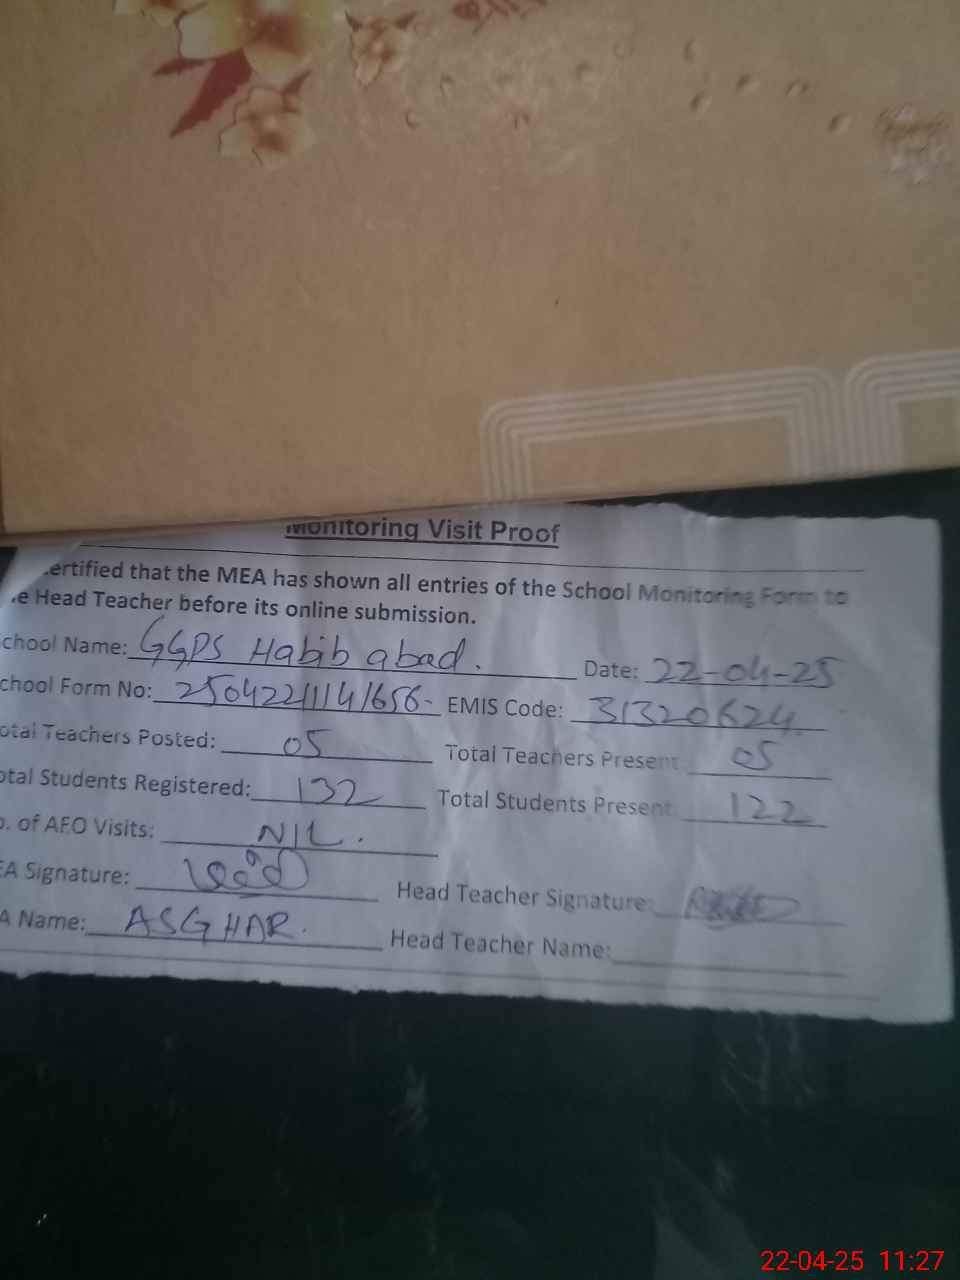 Monitoring Visit Proof
ertified that the MEA has shown all entries of the School Monitoring Form to
e Head Teacher before its online submission.
chool Name: GGPS Habib abad. Date: 22-04-25
chool Form No: 25042211141656- EMIS Code: 31320624
otal Teachers Posted: 05 Total Teachers Present: 05
otal Students Registered: 132 Total Students Present: 122
o. of AEO Visits: NIL.
EA Signature: Head Teacher Signature:
A Name: ASGHAR. Head Teacher Name:
22-04-25 11:27